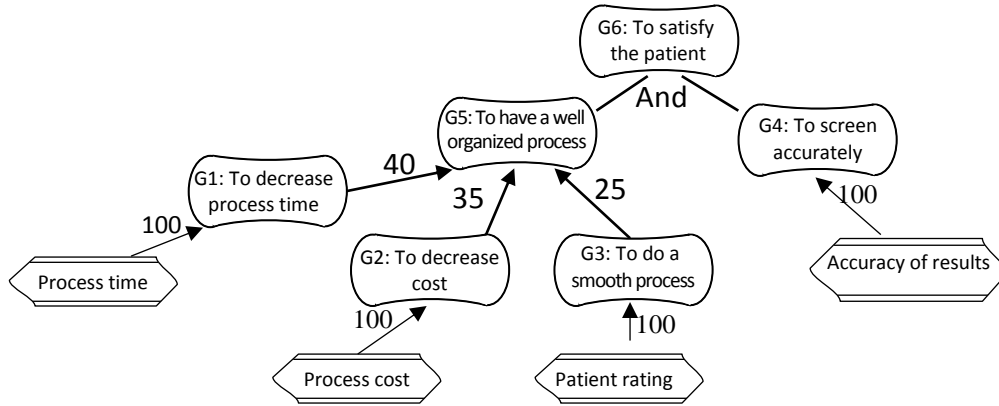 G6: To satisfy
the patient
And
G5: To have a well
organized process
G4: To screen
accurately
40
G1: To decrease
process time
35
25
100
100
G2: To decrease
cost
G3: To do a
smooth process
Process time
Accuracy of results
100
100
Process cost
Patient rating